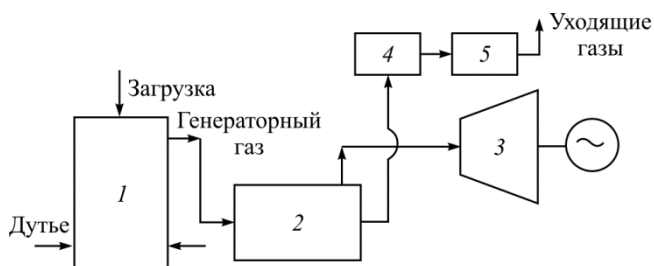 Уходящие
газы
4
5
Загрузка
Генераторный
газ
3
1
2
Дутье